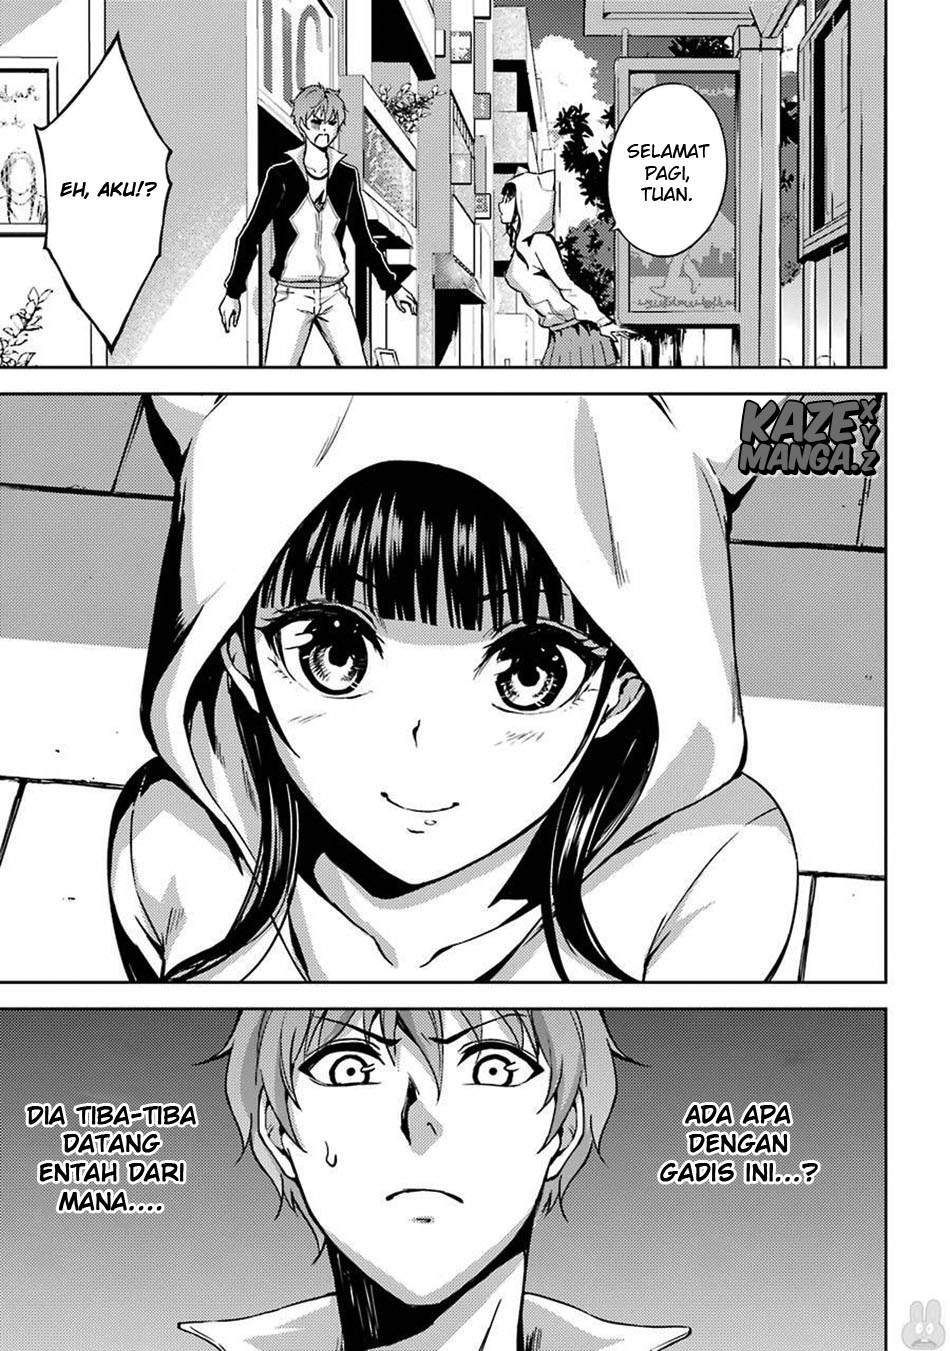 SELAMAT
PAGI,
TUAN.
EH, AKU!?
IC
KAZE
MANGA.XYZ
ADA APA
DENGAN
GADIS INI...?
DIA TIBA-TIBA
DATANG
ENTAH DARI
MANA....